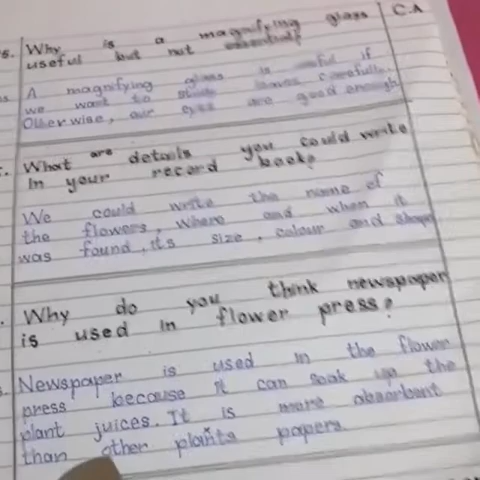 C.A
5. Why is a magnifying glass
useful but not essential?
A magnifying glass is useful if
we want to study leaves carefully.
Otherwise, our eyes are good enough.
What are details you could write
in your record book?
We could write the name of
the flowers, where and when it
was found, its size, colour and shape
Why do you think newspaper
is used in flower press?
Newspaper is used in the flower
press because it can soak up the
plant juices. It is more absorbent
than other plants papers.